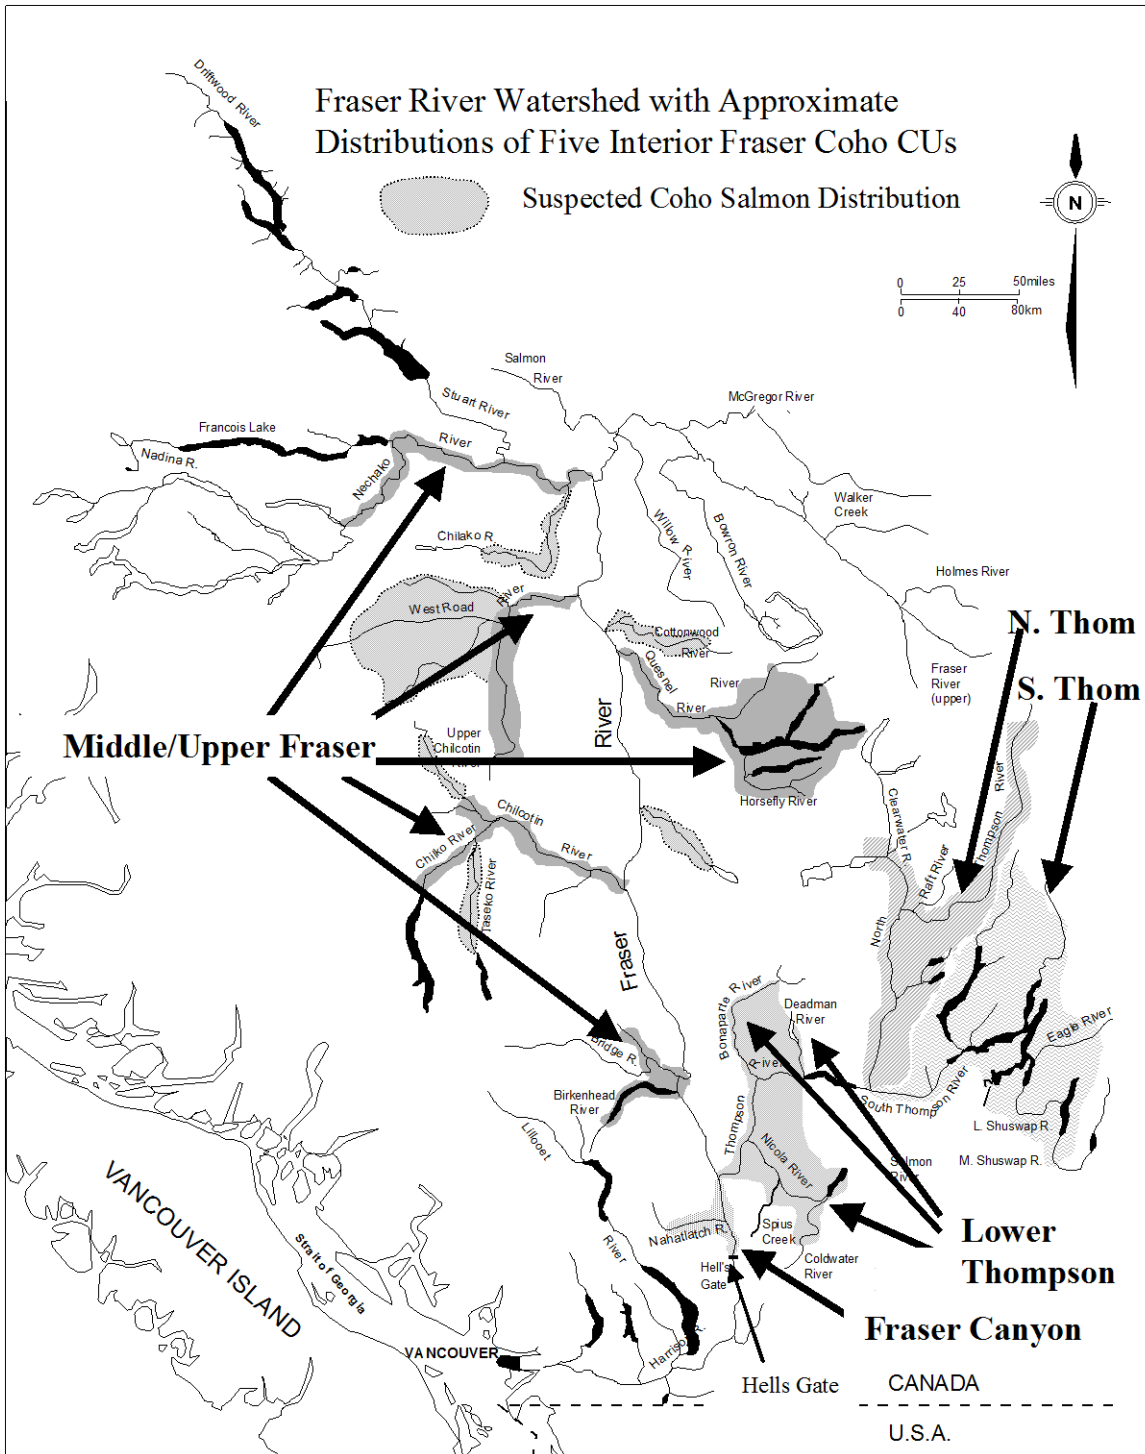 Driftwood River
Fraser River Watershed with Approximate
Distributions of Five Interior Fraser Coho CUs
Suspected Coho Salmon Distribution
N
0 25 50miles
0 40 80km
Salmon
River
Stuart River
McGregor River
Francois Lake
River
Nadina R.
Nechako
Walker
Creek
Willow River
Bowron River
Chilako R.
Holmes River
West Road
River
Cottonwood
River
N. Thom
Fraser
River
(upper)
S. Thom
Quesnel
River
River
River
Middle/Upper Fraser
Upper
Chilcotin
River
River
Horsefly River
Chilcotin
River
Chilko River
Taseko River
Clearwater R.
Raft River
Thompson
North
Fraser
Bonaparte River
Deadman
River
Eagle River
Bridge R.
River
Birkenhead
River
South Thompson River
L. Shuswap R.
Lillooet
Thompson
Nicola River
Salmon
River
M. Shuswap R.
VANCOUVER ISLAND
Strait of Georgia
Nahatlatch R.
Spius
Creek
Coldwater
River
Lower
Thompson
River
Hell's
Gate
Fraser Canyon
Harrison R.
VANCOUVER
Hells Gate
CANADA
U.S.A.